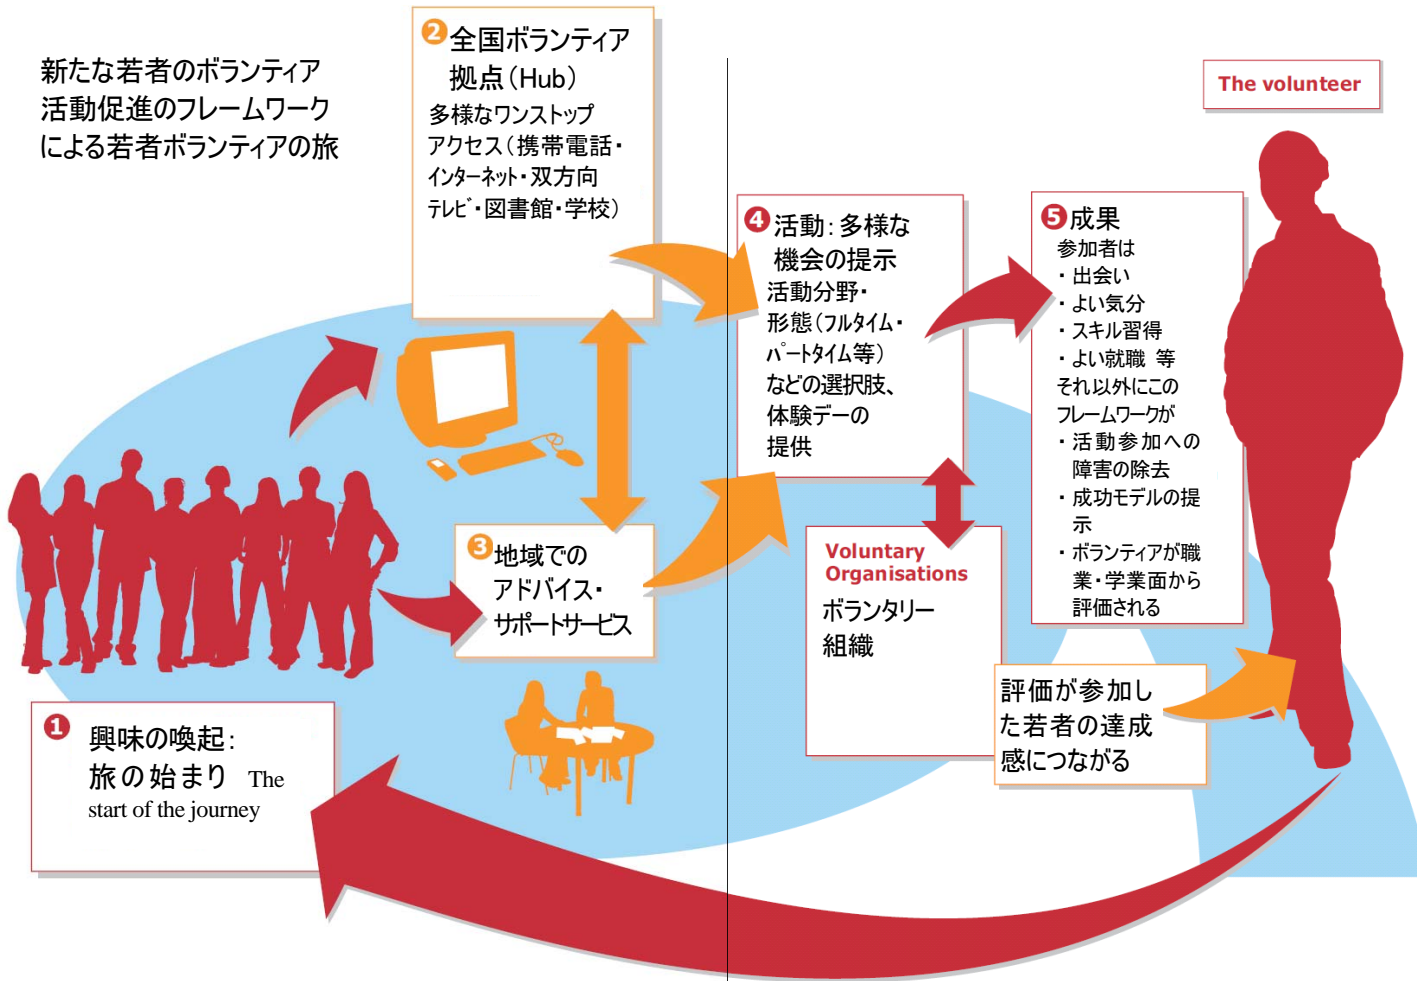 新たな若者のボランティア
活動促進のフレームワーク
による若者ボランティアの旅
❷ 全国ボランティア
拠点(Hub)
多様なワンストップ
アクセス(携帯電話・
インターネット・双方向
テレビ・図書館・学校)
The volunteer
❹ 活動:多様な
機会の提示
活動分野・
形態(フルタイム・
パートタイム等)
などの選択肢、
体験デーの
提供
❺ 成果
参加者は
・出会い
・よい気分
・スキル習得
・よい就職 等
それ以外にこの
フレームワークが
・活動参加への
障害の除去
・成功モデルの提
示
・ボランティアが職
業・学業面から
評価される
❸ 地域での
アドバイス・
サポートサービス
Voluntary
Organisations
ボランタリー
組織
評価が参加し
た若者の達成
感につながる
❶ 興味の喚起:
旅の始まり The
start of the journey